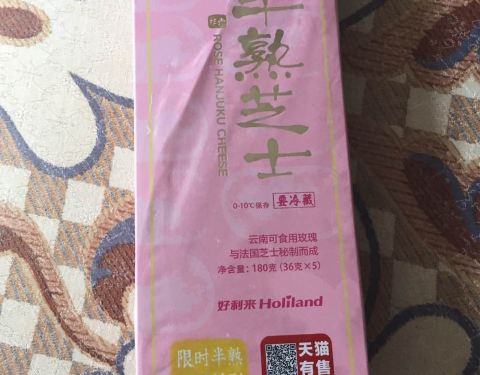 半熟芝士
ROSE HANJUKU CHEESE
0-10℃保存 要冷藏
云南可食用玫瑰
与法国芝士秘制而成
净含量：180克（36克×5）
好利来 Holiland
限时半熟
天猫
有售